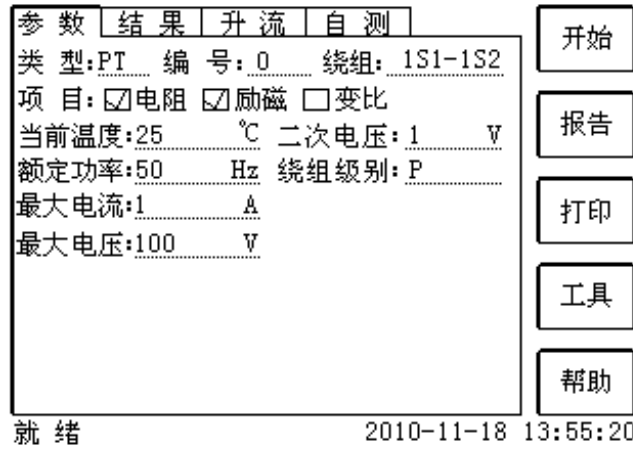 参 数 结 果 升 流 自 测
类 型:PT 编 号: 0 绕组: 1S1-1S2
项 目: ☑电阻 ☑励磁 ☐变比
当前温度:25 ℃ 二次电压: 1 V
额定功率:50 Hz 绕组级别: P
最大电流:1 A
最大电压:100 V
开始
报告
打印
工具
帮助
就 绪 2010-11-18 13:55:20